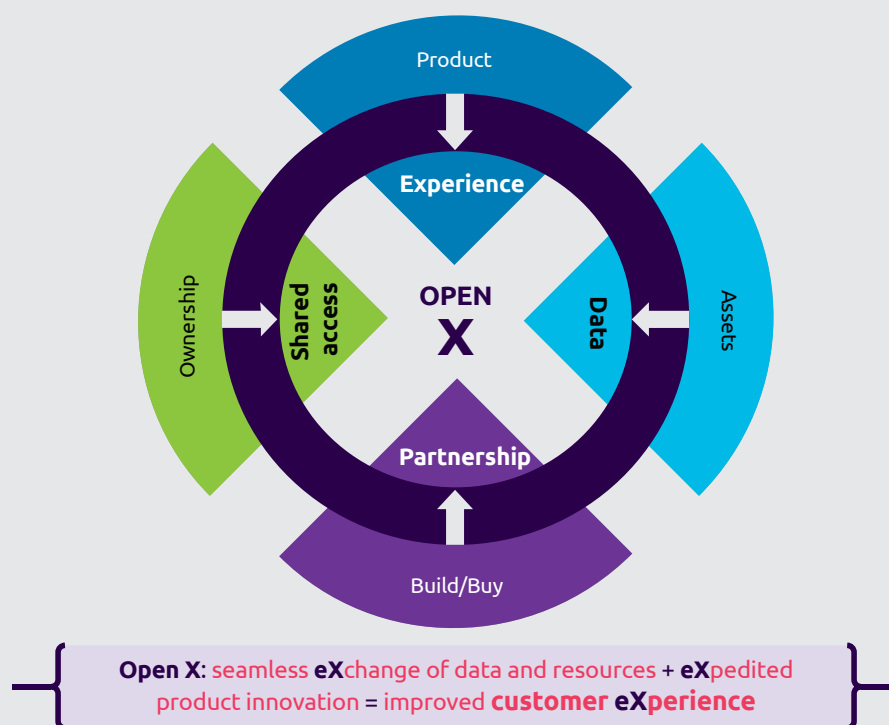 Product
Experience
Ownership
Shared
access
OPEN
X
Data
Assets
Partnership
Build/Buy
Open X: seamless eXchange of data and resources + eXpedited
product innovation = improved customer eXperience